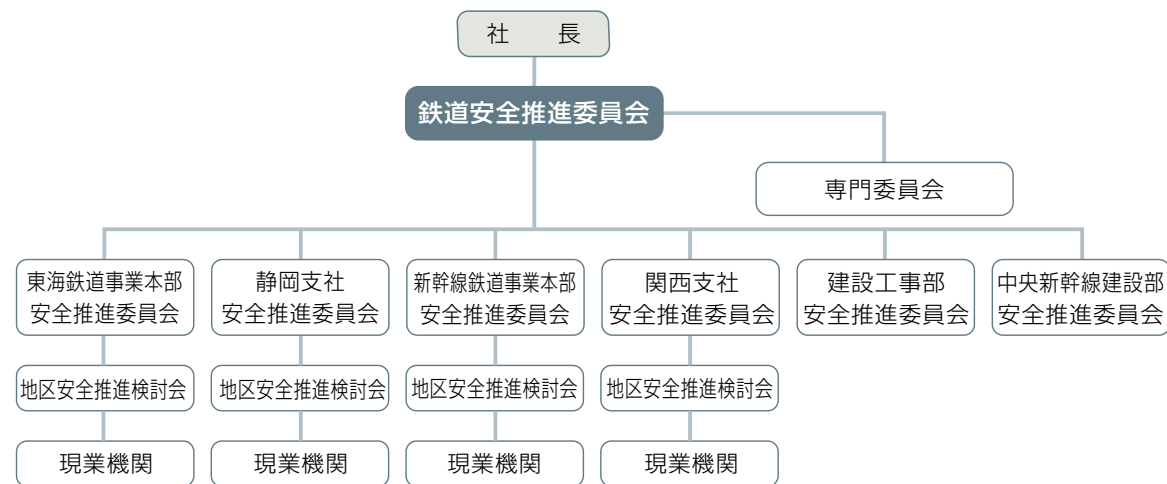 社　　長
鉄道安全推進委員会
専門委員会
東海鉄道事業本部
安全推進委員会
静岡支社
安全推進委員会
新幹線鉄道事業本部
安全推進委員会
関西支社
安全推進委員会
建設工事部
安全推進委員会
中央新幹線建設部
安全推進委員会
地区安全推進検討会
地区安全推進検討会
地区安全推進検討会
地区安全推進検討会
現業機関
現業機関
現業機関
現業機関